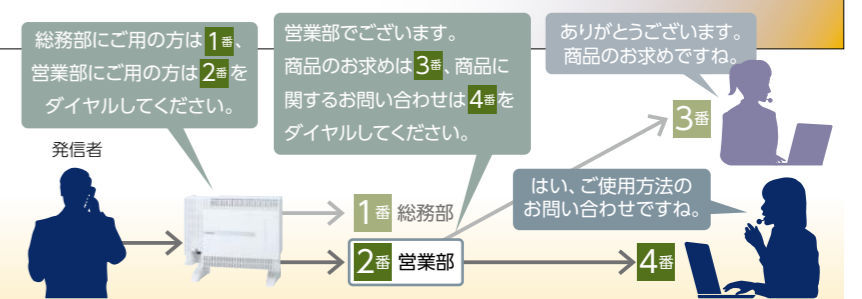 総務部にご用の方は1番、
営業部にご用の方は2番を
ダイヤルしてください。
営業部でございます。
商品のお求めは3番、商品に
関するお問い合わせは4番を
ダイヤルしてください。
ありがとうございます。
商品のお求めですね。
発信者
3番
はい、ご使用方法の
お問い合わせですね。
1番 総務部
2番 営業部
4番